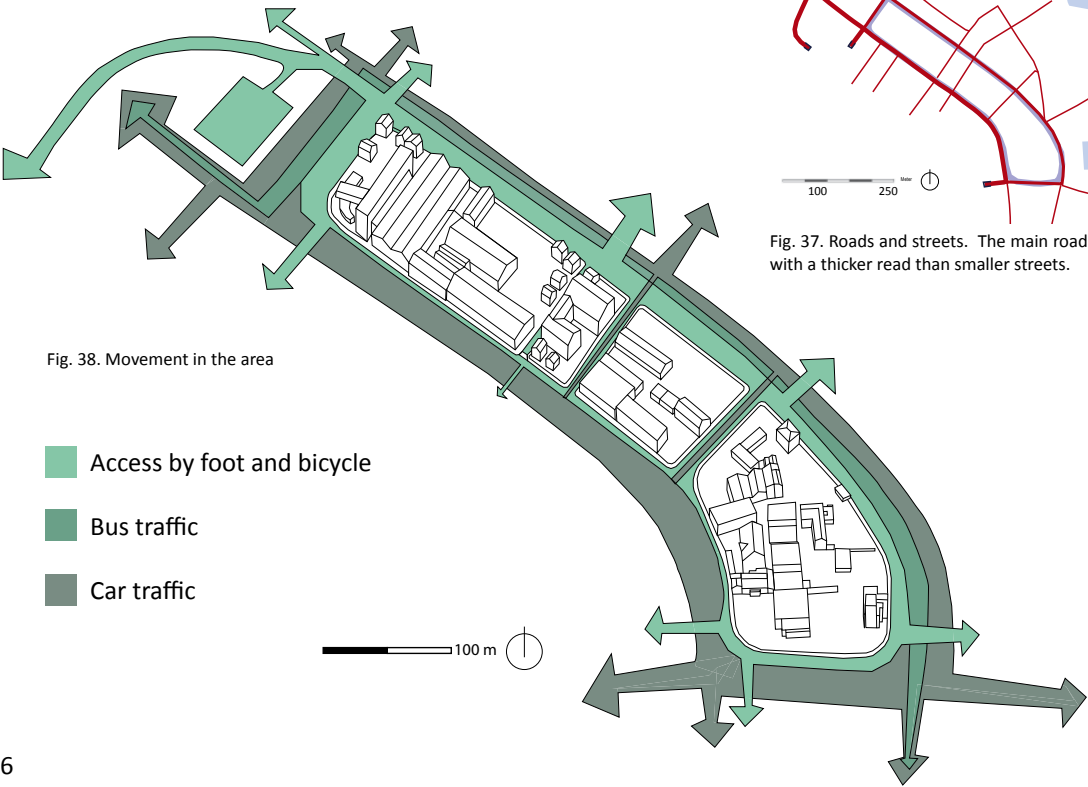 Meter
100 250
Fig. 37. Roads and streets. The main road
with a thicker read than smaller streets.
Fig. 38. Movement in the area
Access by foot and bicycle
Bus traffic
Car traffic
100 m
6